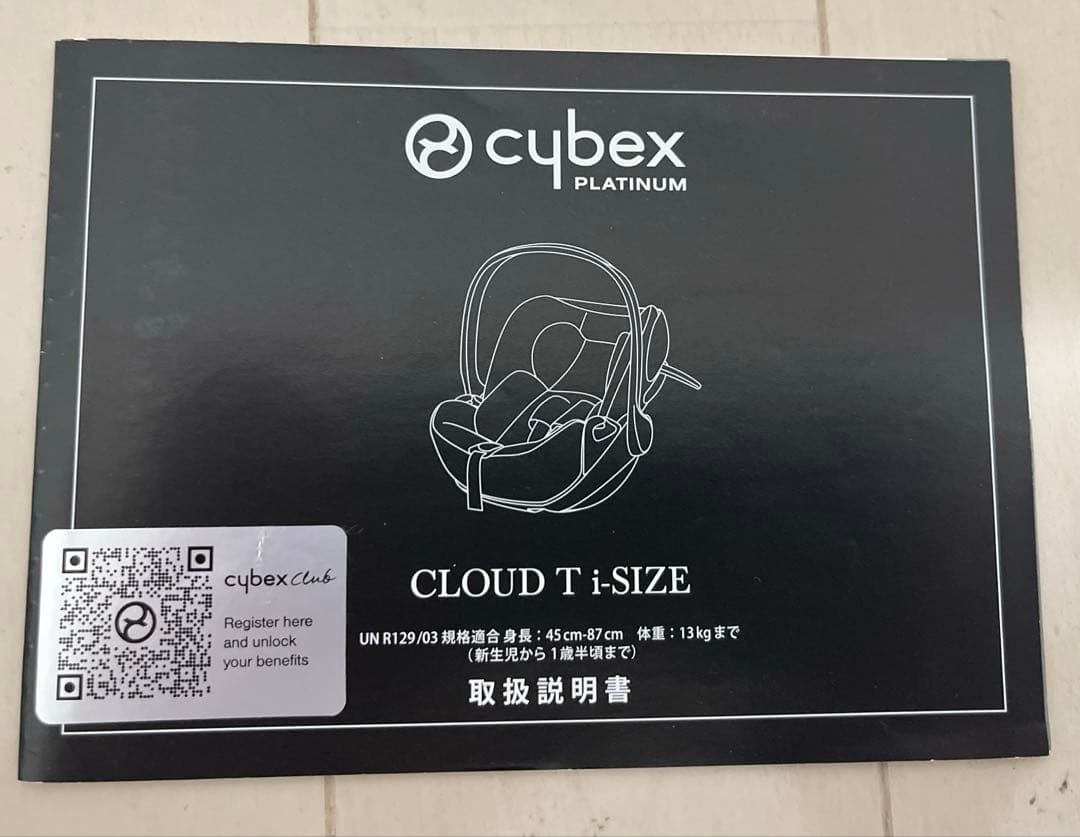 cybex
PLATINUM
CLOUD T i-SIZE
UN R129/03 規格適合 身長：45cm-87cm 体重：13kgまで
（新生児から1歳半頃まで）
取扱説明書
cybex Club
Register here
and unlock
your benefits